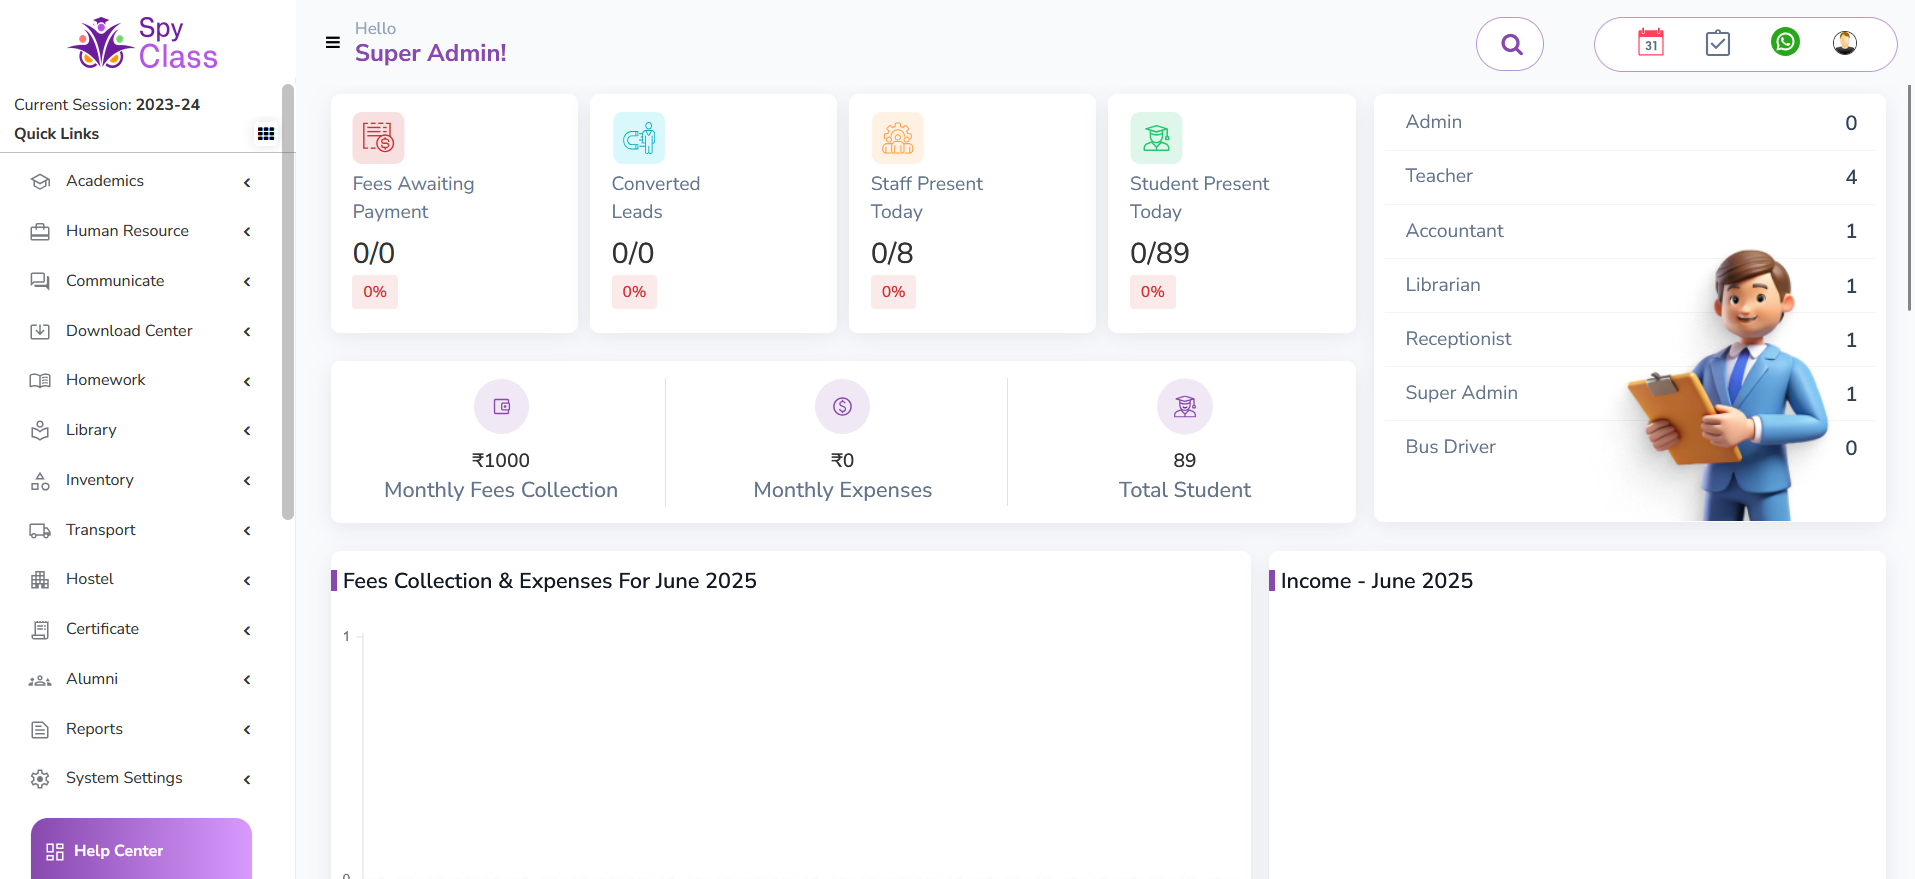 Spy
Class
Current Session: 2023-24
Quick Links
Academics
Human Resource
Communicate
Download Center
Homework
Library
Inventory
Transport
Hostel
Certificate
Alumni
Reports
System Settings
Help Center
Hello
Super Admin!
31
Fees Awaiting
Payment
0/0
0%
Converted
Leads
0/0
0%
Staff Present
Today
0/8
0%
Student Present
Today
0/89
0%
₹1000
Monthly Fees Collection
₹0
Monthly Expenses
89
Total Student
Admin 0
Teacher 4
Accountant 1
Librarian 1
Receptionist 1
Super Admin 1
Bus Driver 0
Fees Collection & Expenses For June 2025
1
0
Income - June 2025